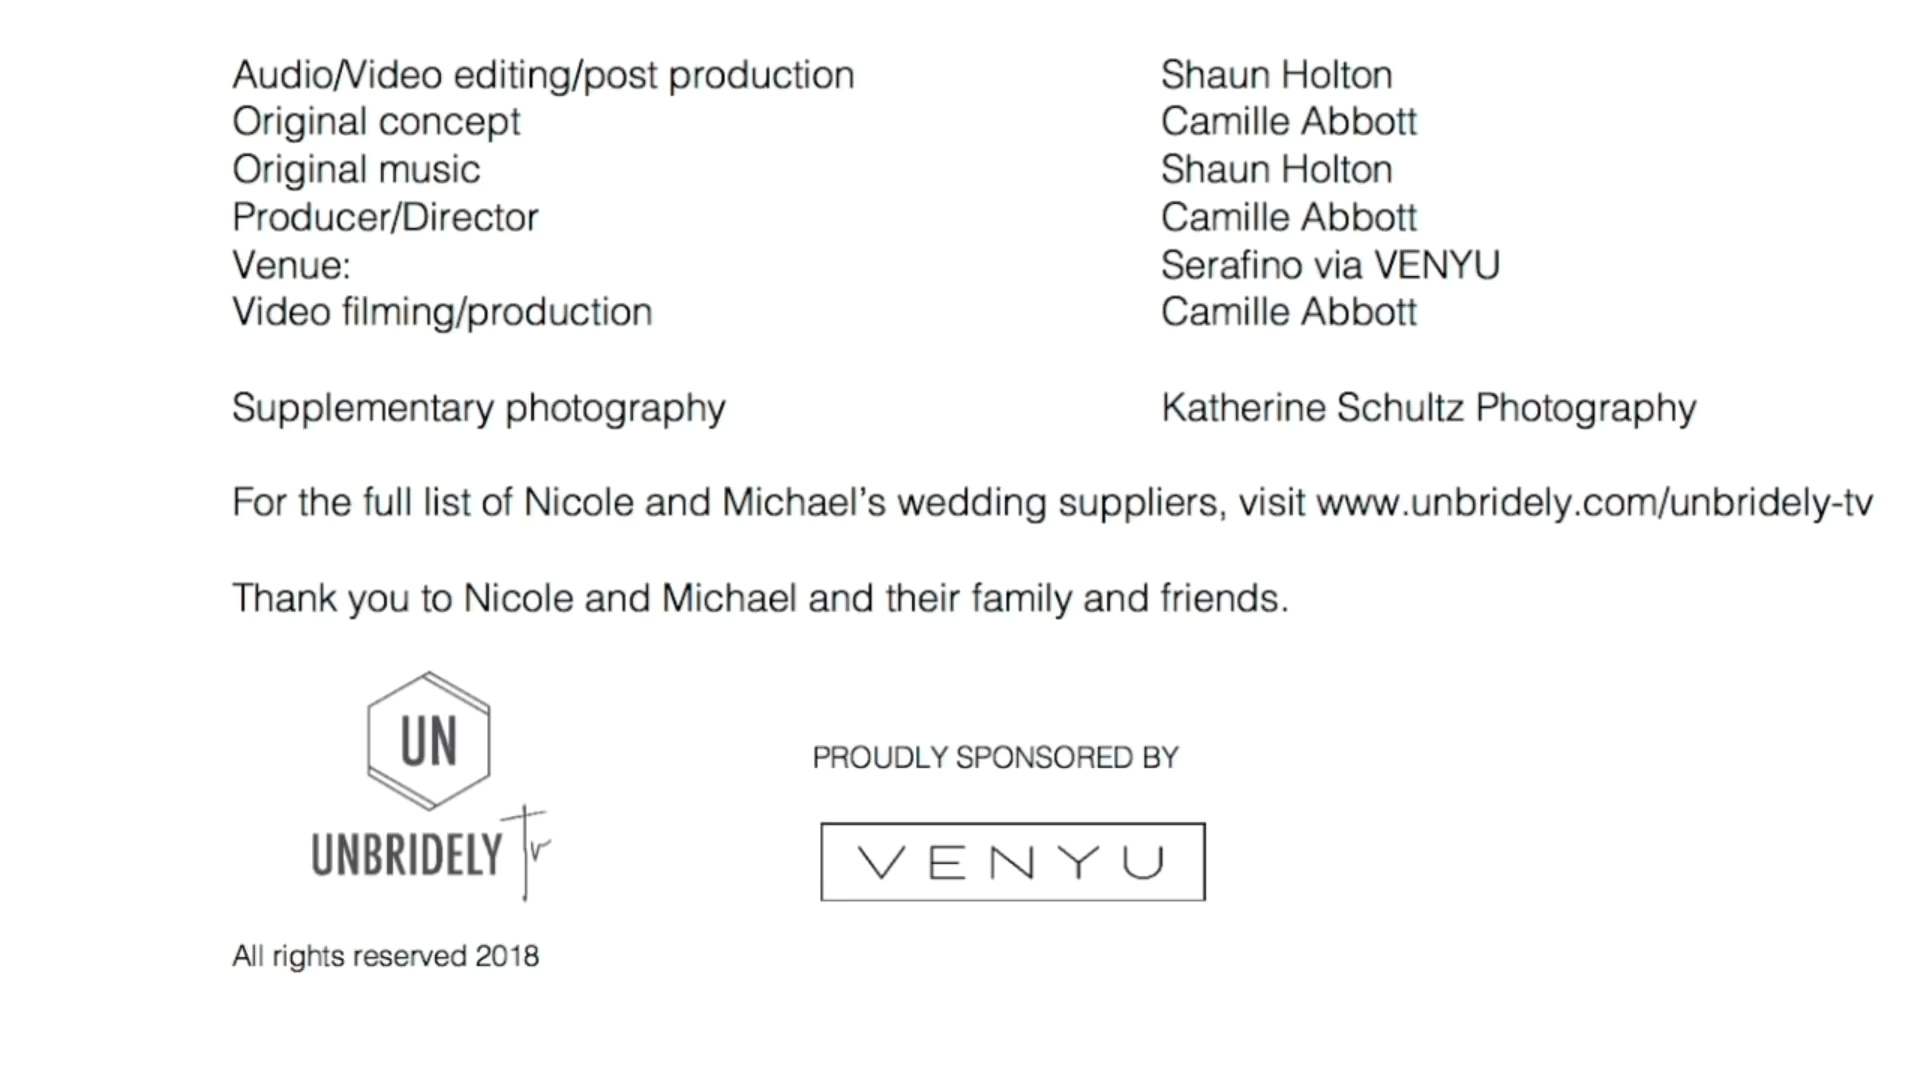 Audio/Video editing/post production Shaun Holton
Original concept Camille Abbott
Original music Shaun Holton
Producer/Director Camille Abbott
Venue: Serafino via VENYU
Video filming/production Camille Abbott
Supplementary photography Katherine Schultz Photography
For the full list of Nicole and Michael’s wedding suppliers, visit www.unbridely.com/unbridely-tv
Thank you to Nicole and Michael and their family and friends.
UN
UNBRIDELY tv
PROUDLY SPONSORED BY
VENYU
All rights reserved 2018